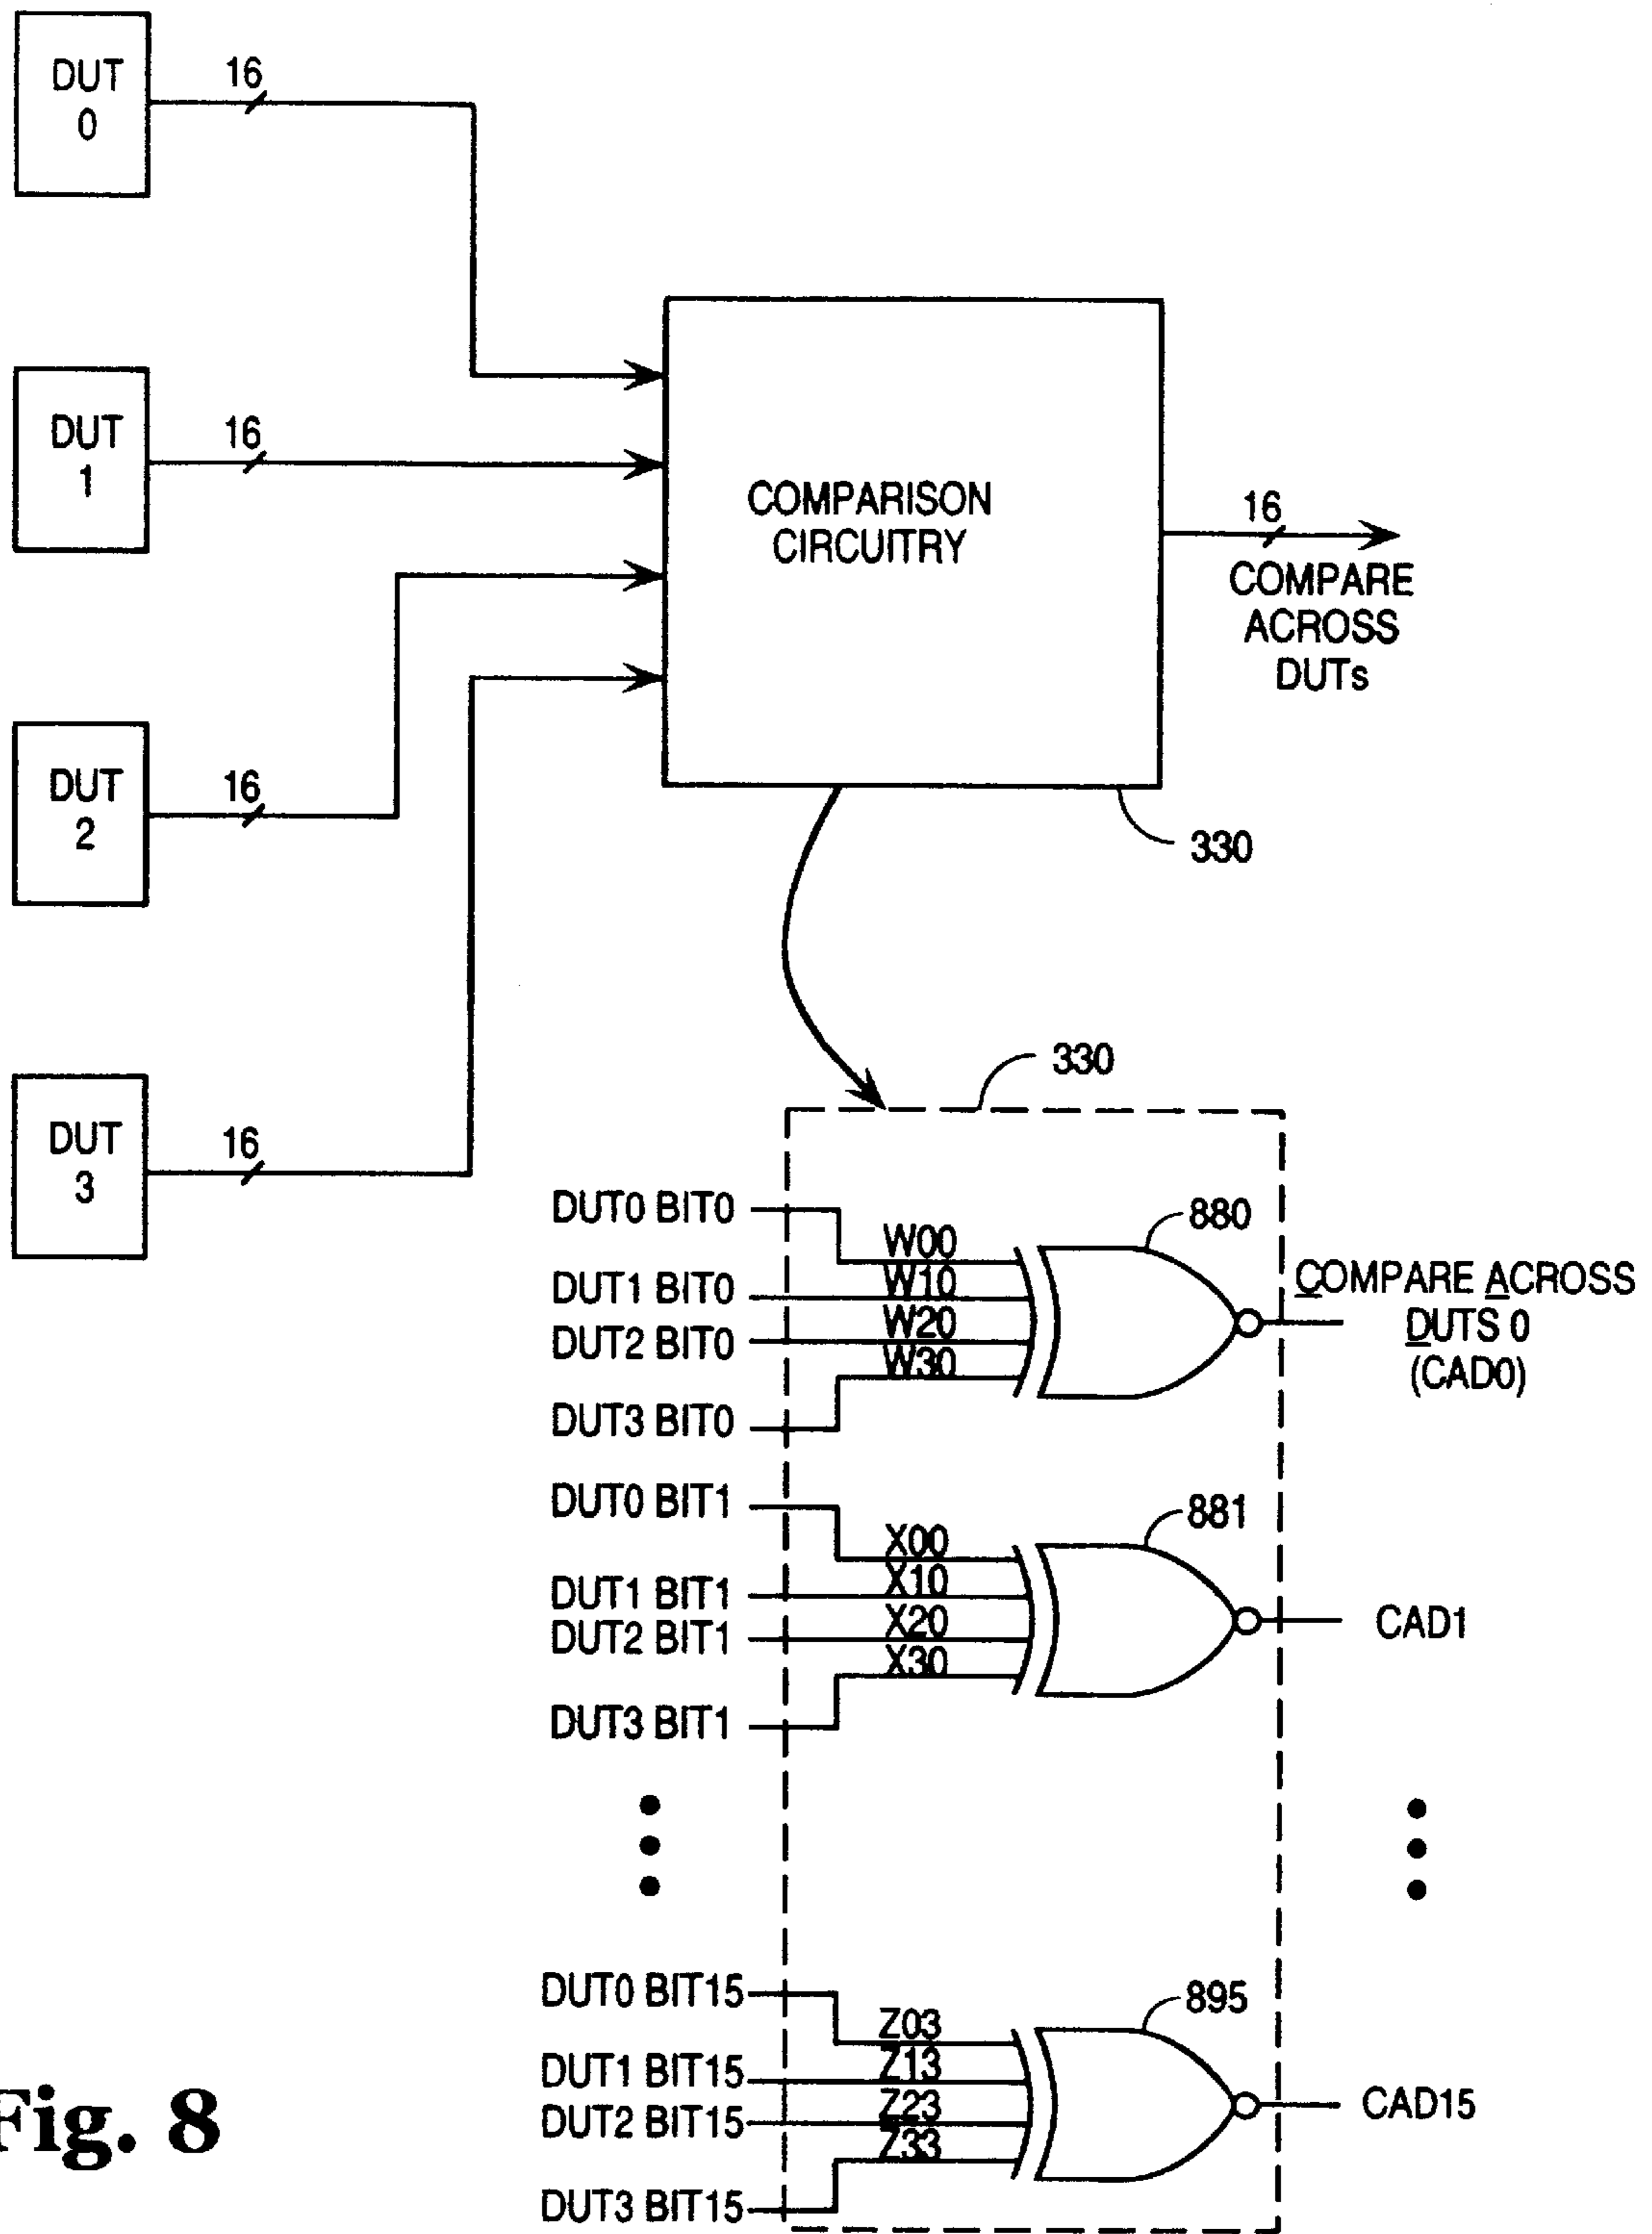 DUT
0
16
DUT
1
16
DUT
2
16
DUT
3
16
COMPARISON
CIRCUITRY
16
COMPARE
ACROSS
DUTs
330
330
DUT0 BIT0
DUT1 BIT0
DUT2 BIT0
DUT3 BIT0
W00
W10
W20
W30
880
COMPARE ACROSS
DUTS 0
(CAD0)
DUT0 BIT1
DUT1 BIT1
DUT2 BIT1
DUT3 BIT1
X00
X10
X20
X30
881
CAD1
DUT0 BIT15
DUT1 BIT15
DUT2 BIT15
DUT3 BIT15
Z03
Z13
Z23
Z33
895
CAD15
Fig. 8